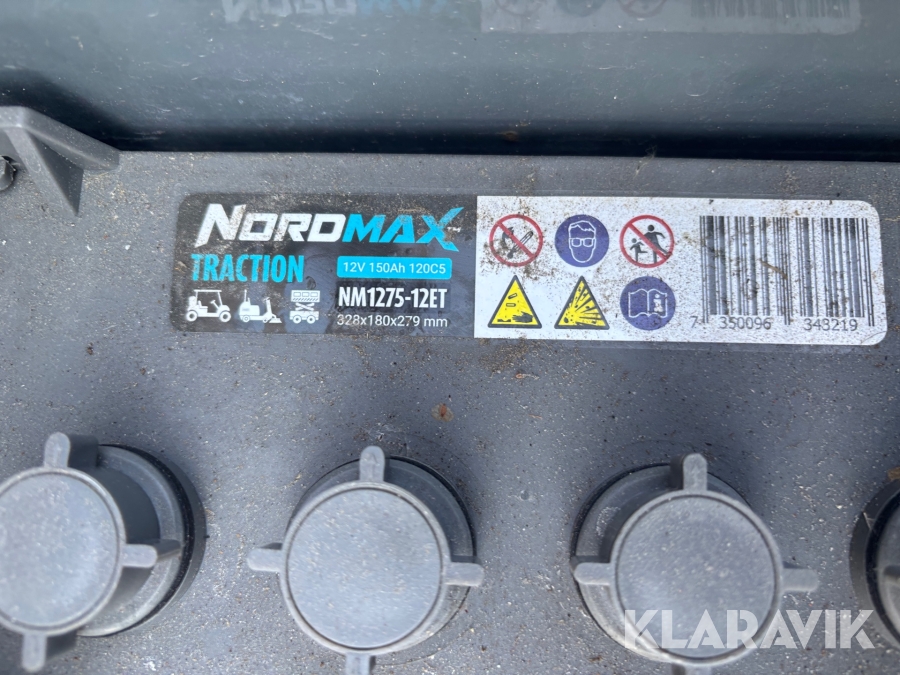 NORDMAX
TRACTION
12V 150Ah 120C5
NM1275-12ET
328x180x279 mm
7 350096 343219
KLARAVIK